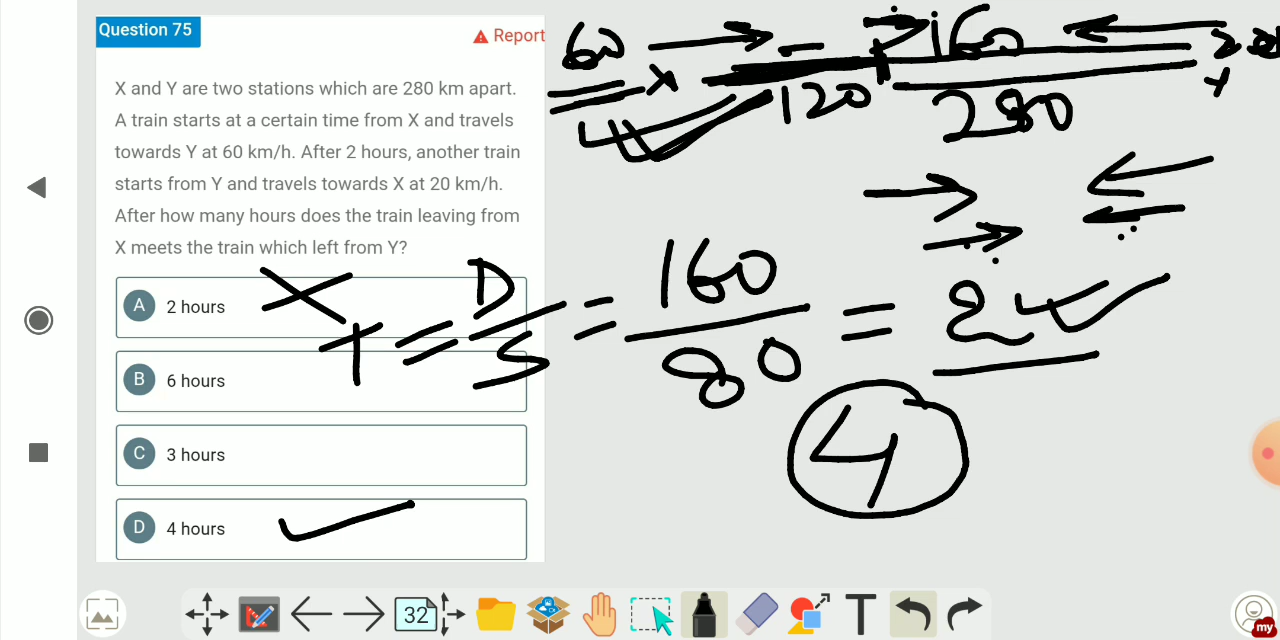 Question 75
Report
X and Y are two stations which are 280 km apart.
A train starts at a certain time from X and travels
towards Y at 60 km/h. After 2 hours, another train
starts from Y and travels towards X at 20 km/h.
After how many hours does the train leaving from
X meets the train which left from Y?
A 2 hours
B 6 hours
C 3 hours
D 4 hours
60 160
X 120 280 Y
T = D/S = 160/80 = 2
4
32
T
my